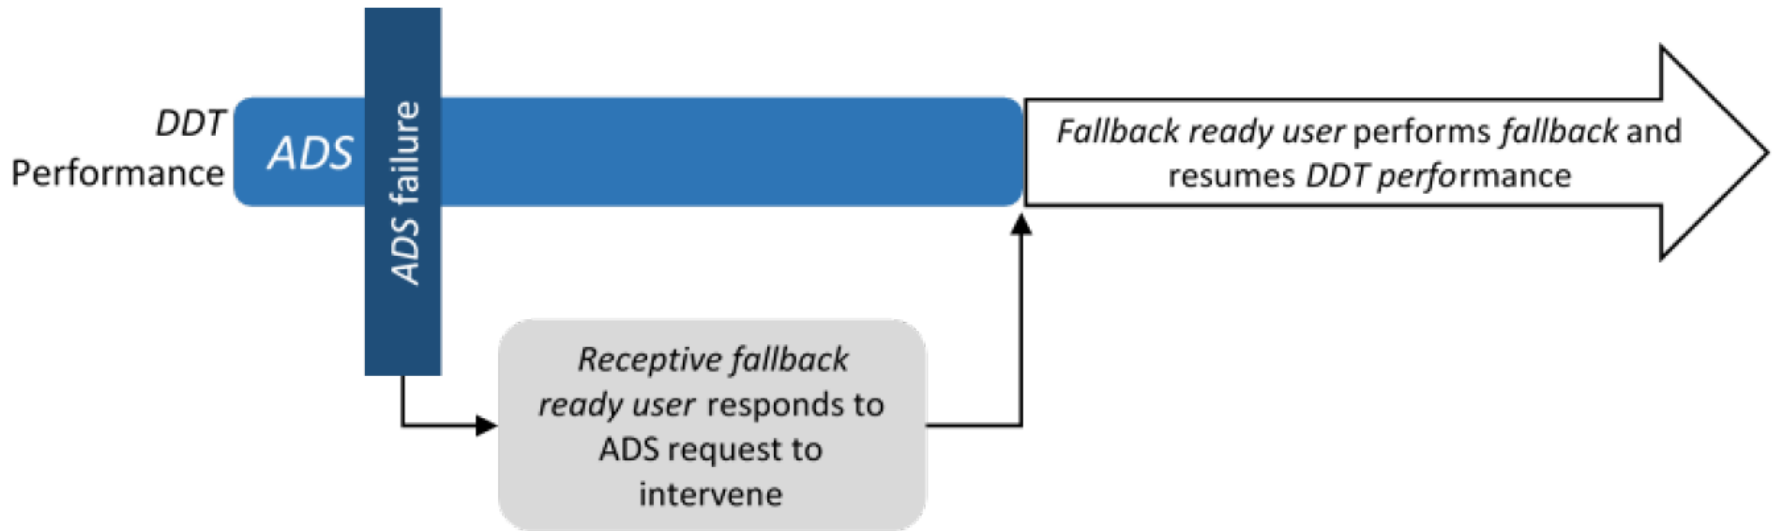 DDT
Performance
ADS
ADS failure
Fallback ready user performs fallback and
resumes DDT performance
Receptive fallback
ready user responds to
ADS request to
intervene